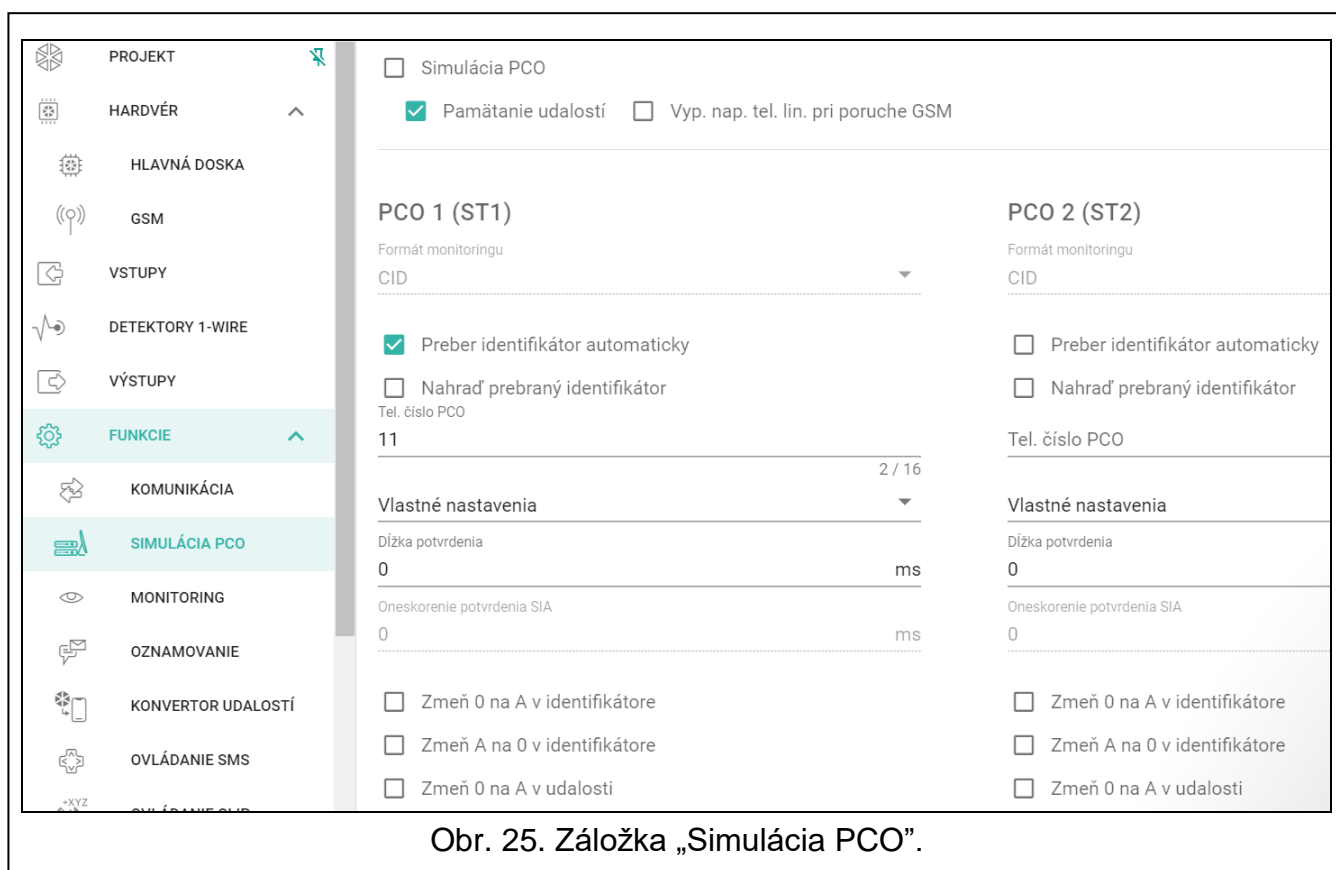 PROJEKT
HARDVÉR
HLAVNÁ DOSKA
GSM
VSTUPY
DETEKTORY 1-WIRE
VÝSTUPY
FUNKCIE
KOMUNIKÁCIA
SIMULÁCIA PCO
MONITORING
OZNAMOVANIE
KONVERTOR UDALOSTÍ
OVLÁDANIE SMS
+XYZ
Simulácia PCO
Pamätanie udalostí Vyp. nap. tel. lin. pri poruche GSM
PCO 1 (ST1)
Formát monitoringu
CID
Preber identifikátor automaticky
Nahraď prebraný identifikátor
Tel. číslo PCO
11
2 / 16
Vlastné nastavenia
Dĺžka potvrdenia
0 ms
Oneskorenie potvrdenia SIA
0 ms
Zmeň 0 na A v identifikátore
Zmeň A na 0 v identifikátore
Zmeň 0 na A v udalosti
PCO 2 (ST2)
Formát monitoringu
CID
Preber identifikátor automaticky
Nahraď prebraný identifikátor
Tel. číslo PCO
Vlastné nastavenia
Dĺžka potvrdenia
0
Oneskorenie potvrdenia SIA
0
Zmeň 0 na A v identifikátore
Zmeň A na 0 v identifikátore
Zmeň 0 na A v udalosti
Obr. 25. Záložka „Simulácia PCO”.